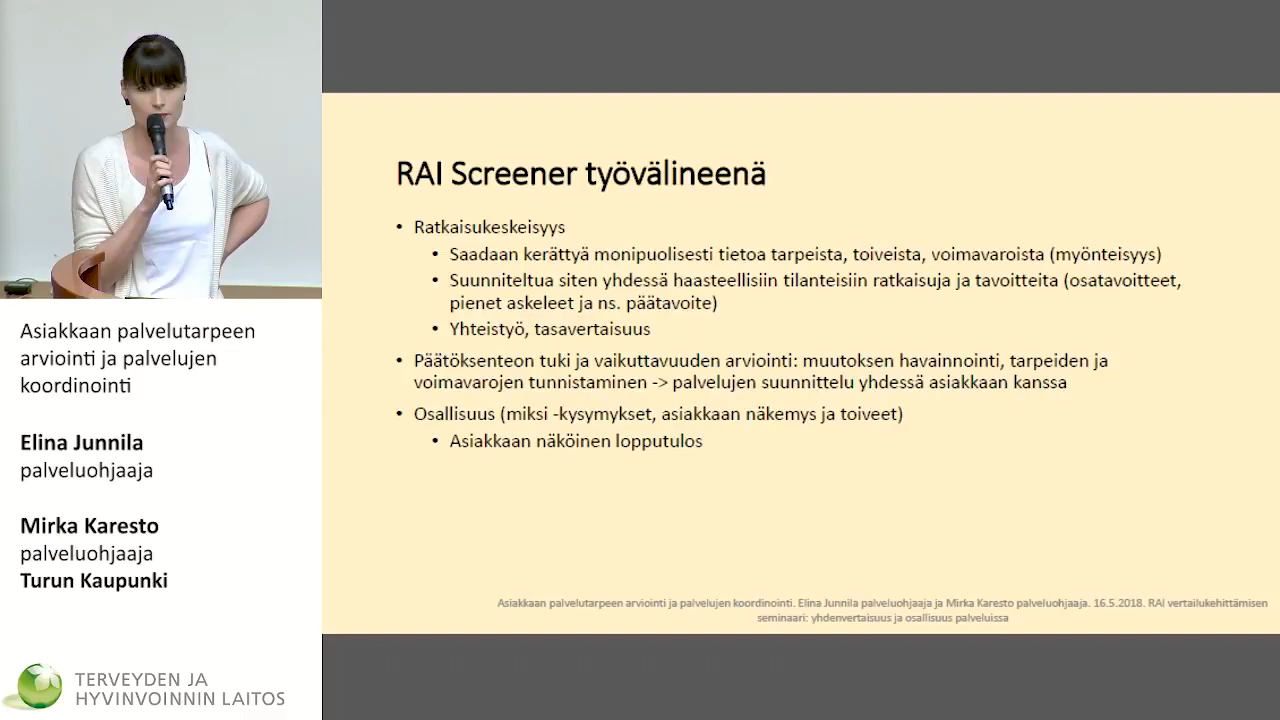 Asiakkaan palvelutarpeen
arviointi ja palvelujen
koordinointi
Elina Junnila
palveluohjaaja
Mirka Karesto
palveluohjaaja
Turun Kaupunki
TERVEYDEN JA
HYVINVOINNIN LAITOS
RAI Screener työvälineenä
• Ratkaisukeskeisyys
• Saadaan kerättyä monipuolisesti tietoa tarpeista, toiveista, voimavaroista (myönteisyys)
• Suunniteltua siten yhdessä haasteellisiin tilanteisiin ratkaisuja ja tavoitteita (osatavoitteet,
pienet askeleet ja ns. päätavoite)
• Yhteistyö, tasavertaisuus
• Päätöksenteon tuki ja vaikuttavuuden arviointi: muutoksen havainnointi, tarpeiden ja
voimavarojen tunnistaminen -> palvelujen suunnittelu yhdessä asiakkaan kanssa
• Osallisuus (miksi -kysymykset, asiakkaan näkemys ja toiveet)
• Asiakkaan näköinen lopputulos
Asiakkaan palvelutarpeen arviointi ja palvelujen koordinointi. Elina Junnila palveluohjaaja ja Mirka Karesto palveluohjaaja. 16.5.2018. RAI vertailukehittämisen
seminaari: yhdenvertaisuus ja osallisuus palveluissa